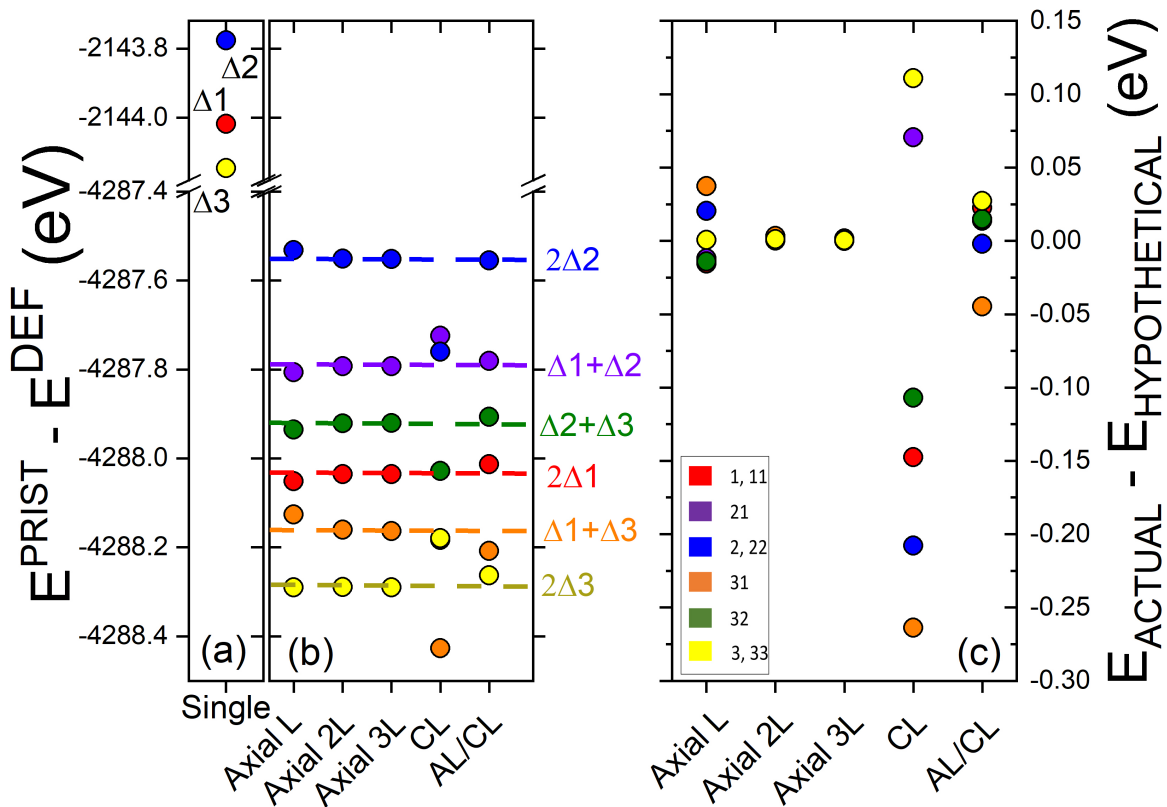 E^PRIST - E^DEF (eV)
-2143.8
-2144.0
-4287.4
-4287.6
-4287.8
-4288.0
-4288.2
-4288.4
Δ2
Δ1
Δ3
(a)
Single
(b)
2Δ2
Δ1+Δ2
Δ2+Δ3
2Δ1
Δ1+Δ3
2Δ3
Axial L
Axial 2L
Axial 3L
CL
AL/CL
1, 11
21
2, 22
31
32
3, 33
(c)
Axial L
Axial 2L
Axial 3L
CL
AL/CL
0.15
0.10
0.05
0.00
-0.05
-0.10
-0.15
-0.20
-0.25
-0.30
E_ACTUAL - E_HYPOTHETICAL (eV)